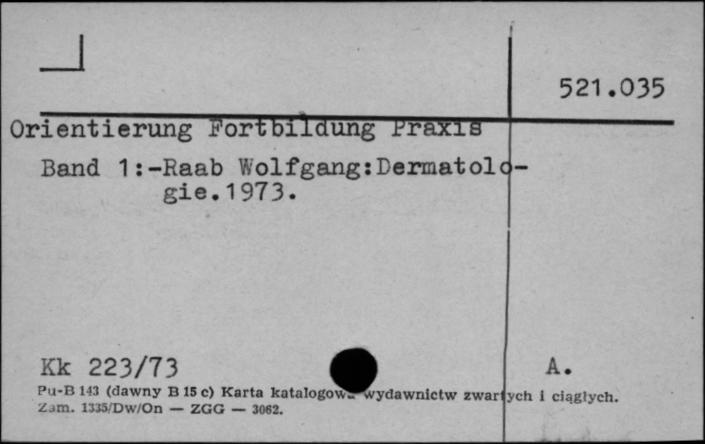 521.035
Orientierung Fortbildung Praxis
Band 1:-Raab Wolfgang:Dermatolo-
gie.1973.
Kk 223/73
A.
Pu-B 143 (dawny B 15 c) Karta katalogowa wydawnictw zwartych i ciągłych.
Zam. 1335/Dw/On — ZGG — 3062.